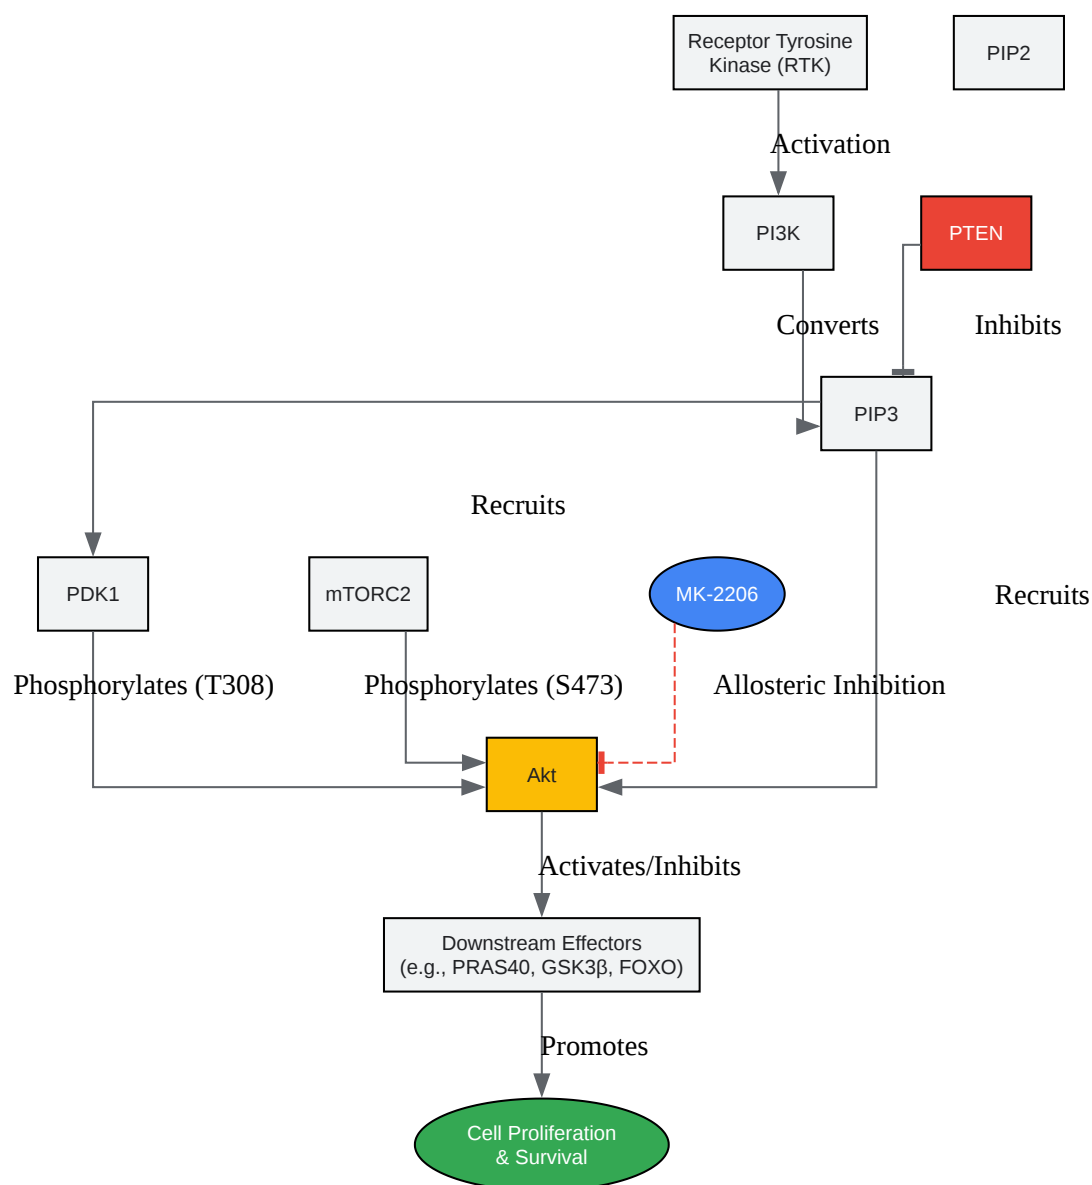 Receptor Tyrosine
Kinase (RTK)
PIP2
Activation
PI3K
PTEN
Converts
Inhibits
PIP3
Recruits
PDK1
mTORC2
MK-2206
Recruits
Phosphorylates (T308)
Phosphorylates (S473)
Allosteric Inhibition
Akt
Activates/Inhibits
Downstream Effectors
(e.g., PRAS40, GSK3β, FOXO)
Promotes
Cell Proliferation
& Survival